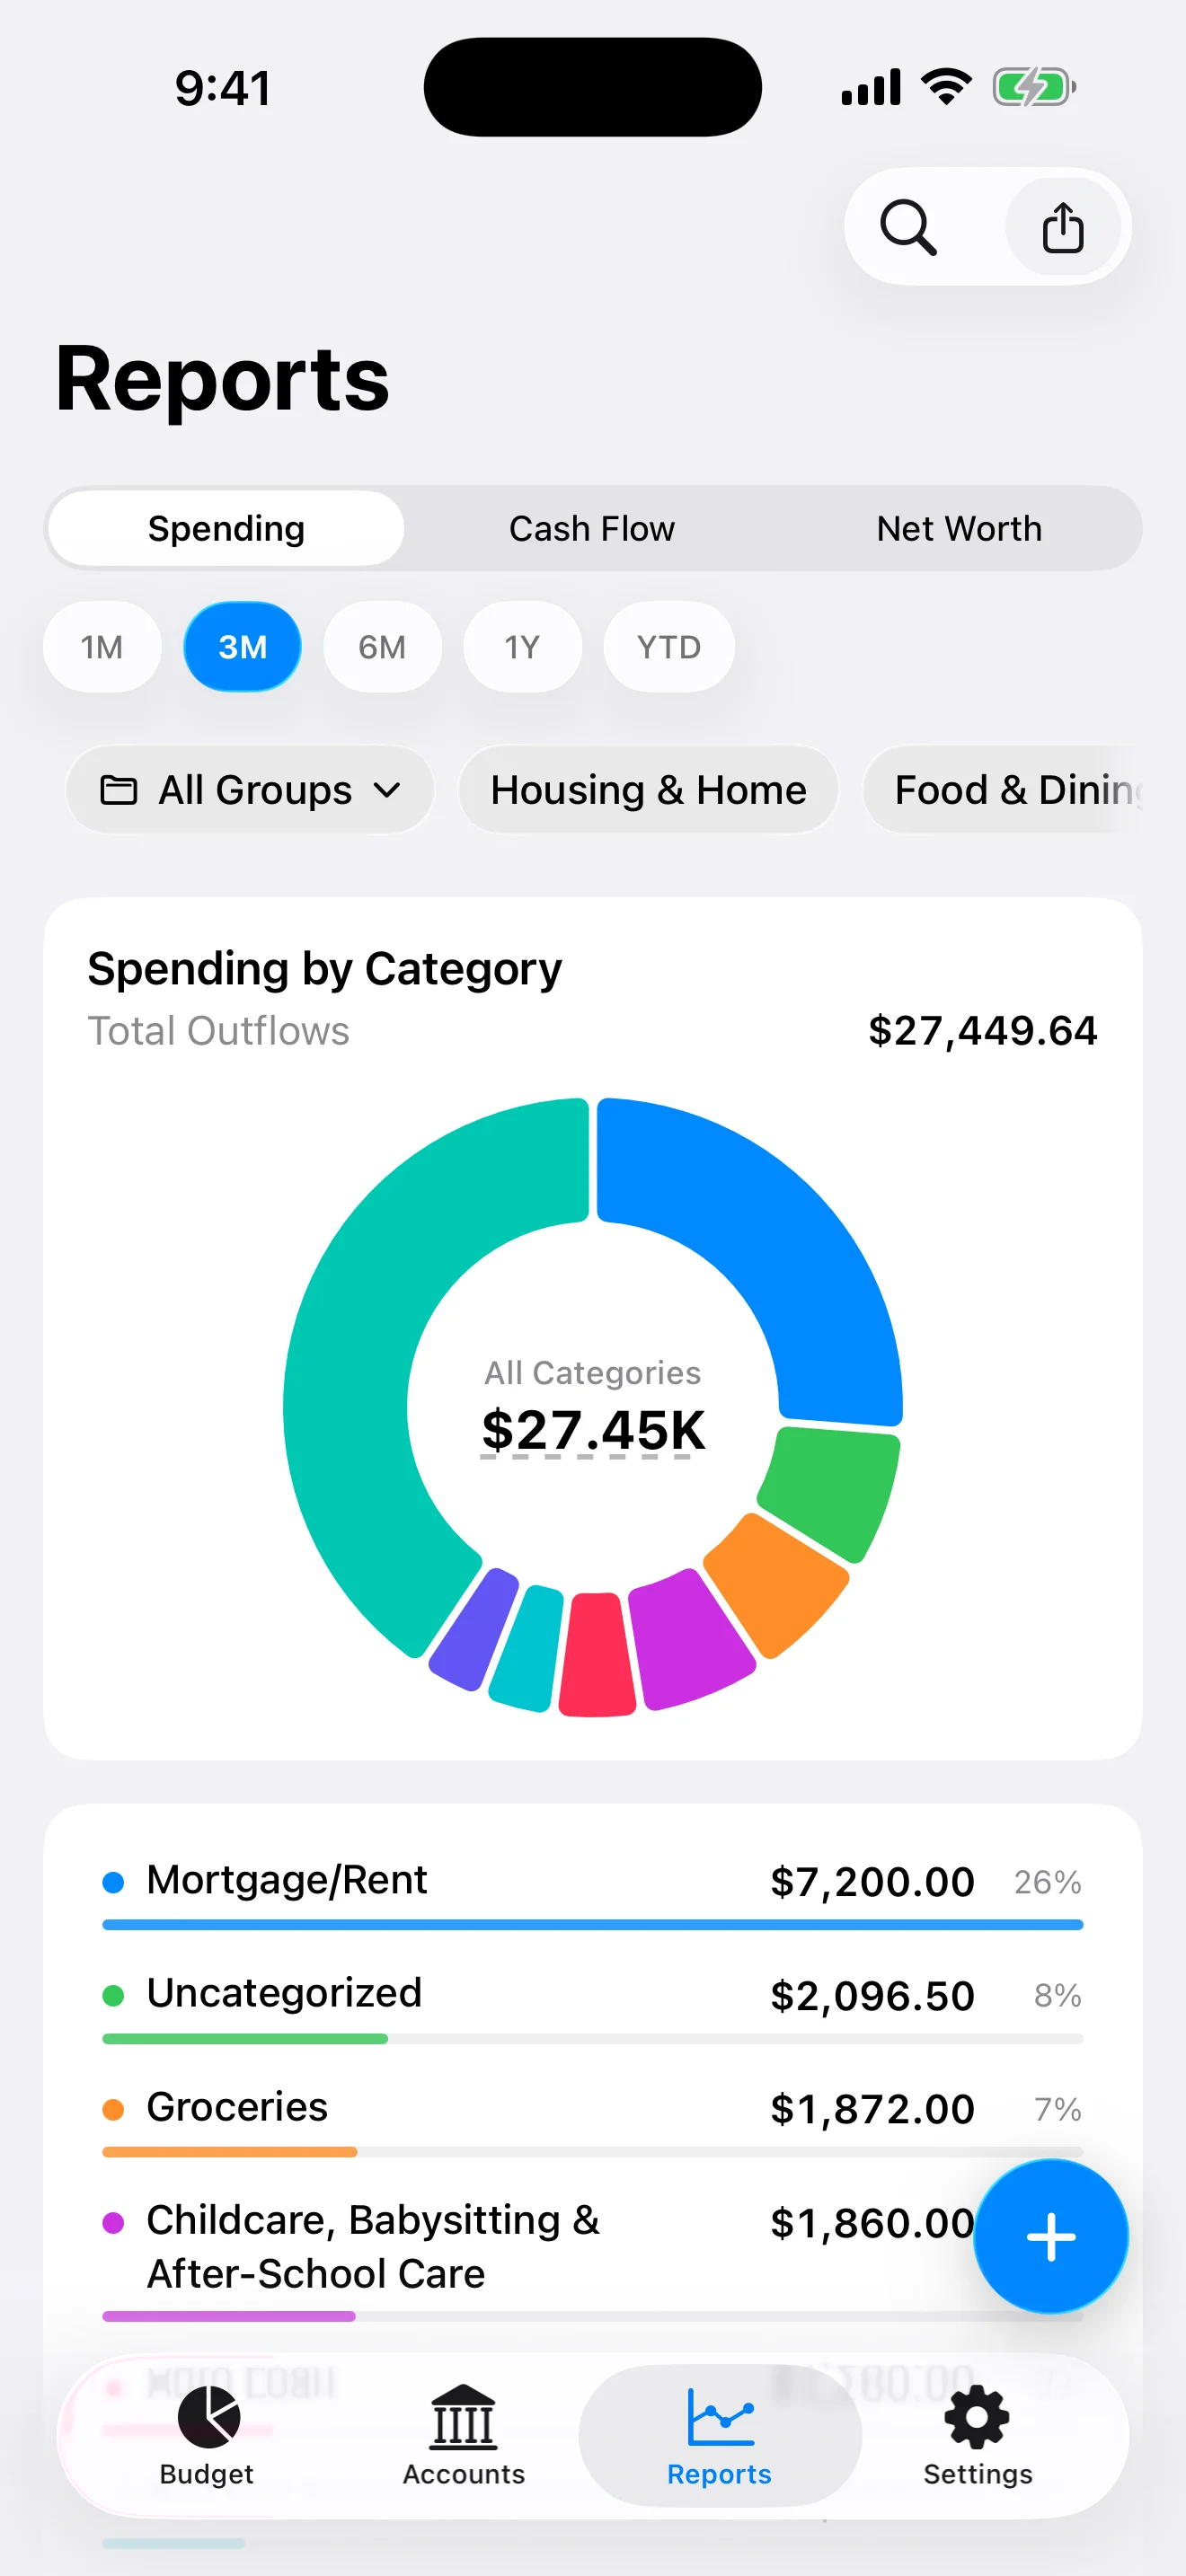 9:41
Reports
Spending Cash Flow Net Worth
1M 3M 6M 1Y YTD
All Groups Housing & Home Food & Dining
Spending by Category
Total Outflows $27,449.64
All Categories
$27.45K
Mortgage/Rent $7,200.00 26%
Uncategorized $2,096.50 8%
Groceries $1,872.00 7%
Childcare, Babysitting & $1,860.00
After-School Care
Budget Accounts Reports Settings